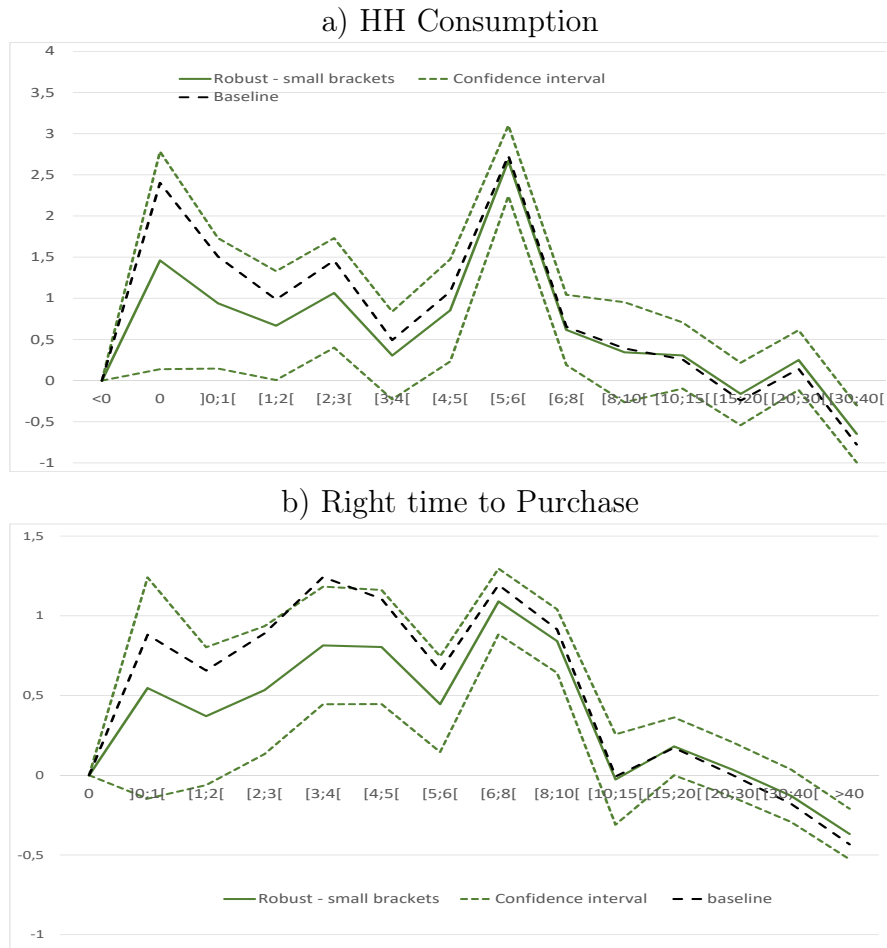 a) HH Consumption
4
Robust - small brackets Confidence interval
3,5
Baseline
3
2,5
2
1,5
1
0,5
0
<0 0 ]0;1[ [1;2[ [2;3[ [3;4[ [4;5[ [5;6[ [6;8[ [8;10[ [10;15[ [15;20[ [20;30[ [30;40[
-0,5
-1
b) Right time to Purchase
1,5
1
0,5
0
0 ]0;1[ [1;2[ [2;3[ [3;4[ [4;5[ [5;6[ [6;8[ [8;10[ [10;15[ [15;20[ [20;30[ [30;40[ >40
-0,5
Robust - small brackets Confidence interval baseline
-1